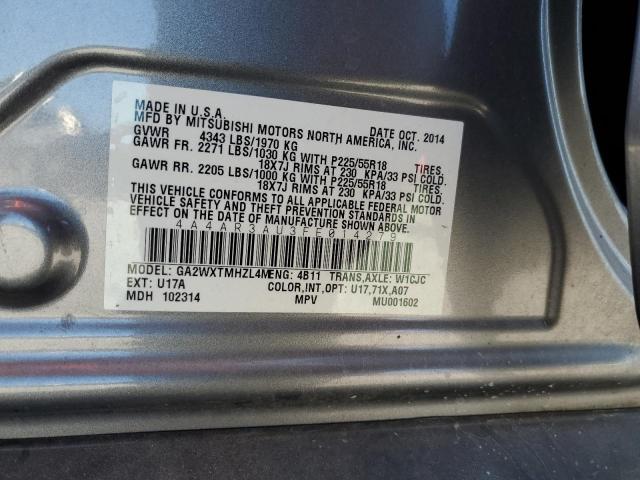 MADE IN U.S.A. DATE OCT. 2014
MFD BY MITSUBISHI MOTORS NORTH AMERICA, INC.
GVWR 4343 LBS/1970 KG
GAWR FR. 2271 LBS/1030 KG WITH P225/55R18 TIRES.
18X7J RIMS AT 230 KPA/33 PSI COLD.
GAWR RR. 2205 LBS/1000 KG WITH P225/55R18 TIRES.
18X7J RIMS AT 230 KPA/33 PSI COLD.
THIS VEHICLE CONFORMS TO ALL APPLICABLE FEDERAL MOTOR
VEHICLE SAFETY AND THEFT PREVENTION STANDARDS IN
EFFECT ON THE DATE OF MANUFACTURE SHOWN ABOVE.
4A4AR3AU3FE014279
MODEL: GA2WXTMHZL4M ENG: 4B11 TRANS,AXLE: W1CJC
EXT: U17A COLOR,INT,OPT: U17,71X,A07
MDH 102314 MPV MU001602